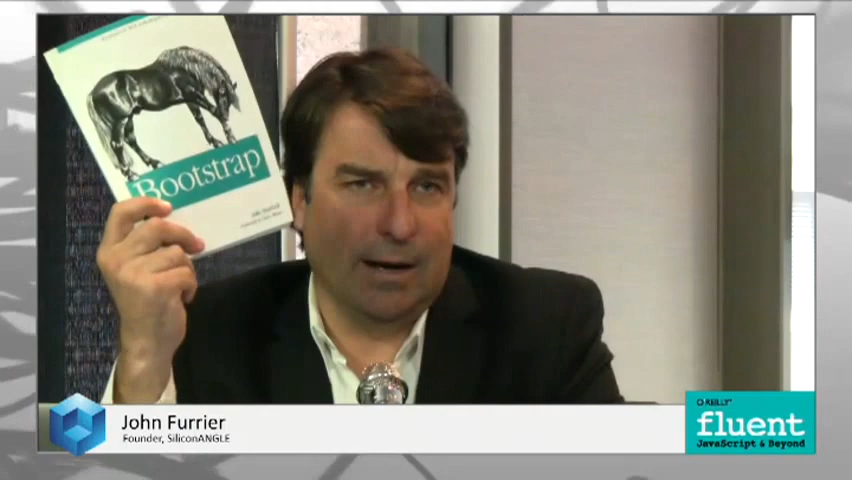 Bootstrap
John Furrier
Founder, SiliconANGLE
O'REILLY®
fluent
JavaScript & Beyond